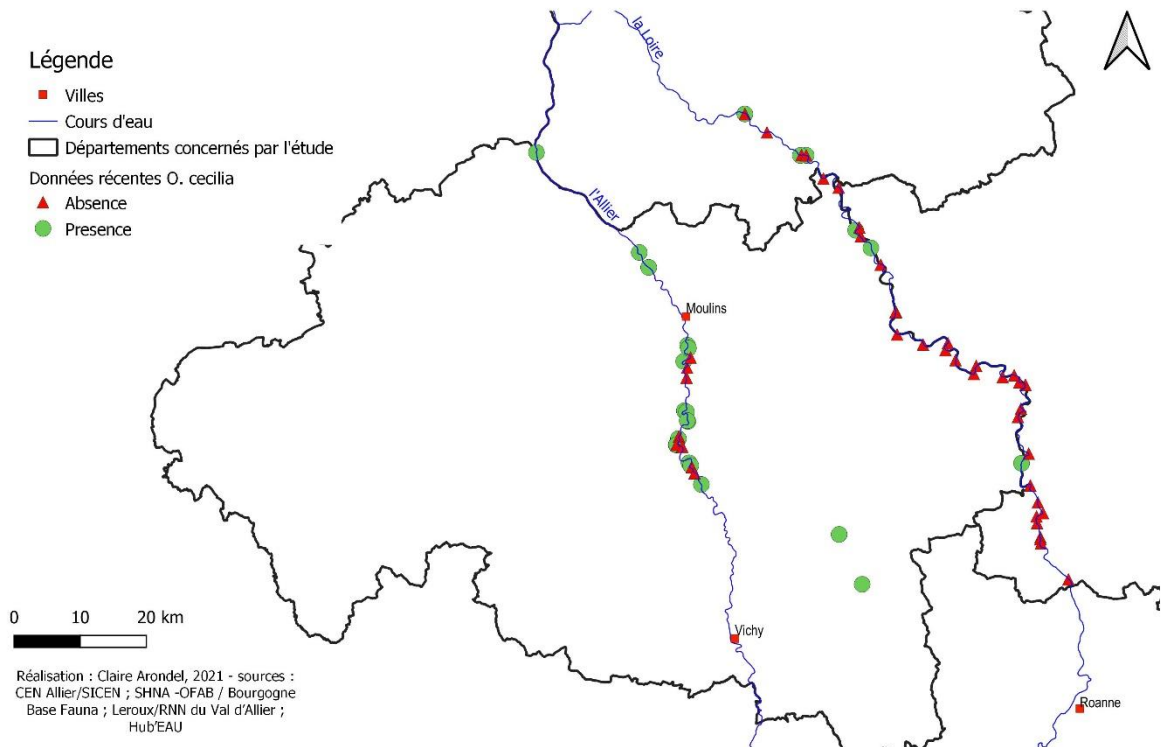 Légende
Villes
Cours d'eau
Départements concernés par l'étude
Données récentes O. cecilia
Absence
Presence
la Loire
l'Allier
Moulins
Vichy
Roanne
0 10 20 km
Réalisation : Claire Arondel, 2021 - sources :
CEN Allier/SICEN ; SHNA -OFAB / Bourgogne
Base Fauna ; Leroux/RNN du Val d'Allier ;
Hub'EAU